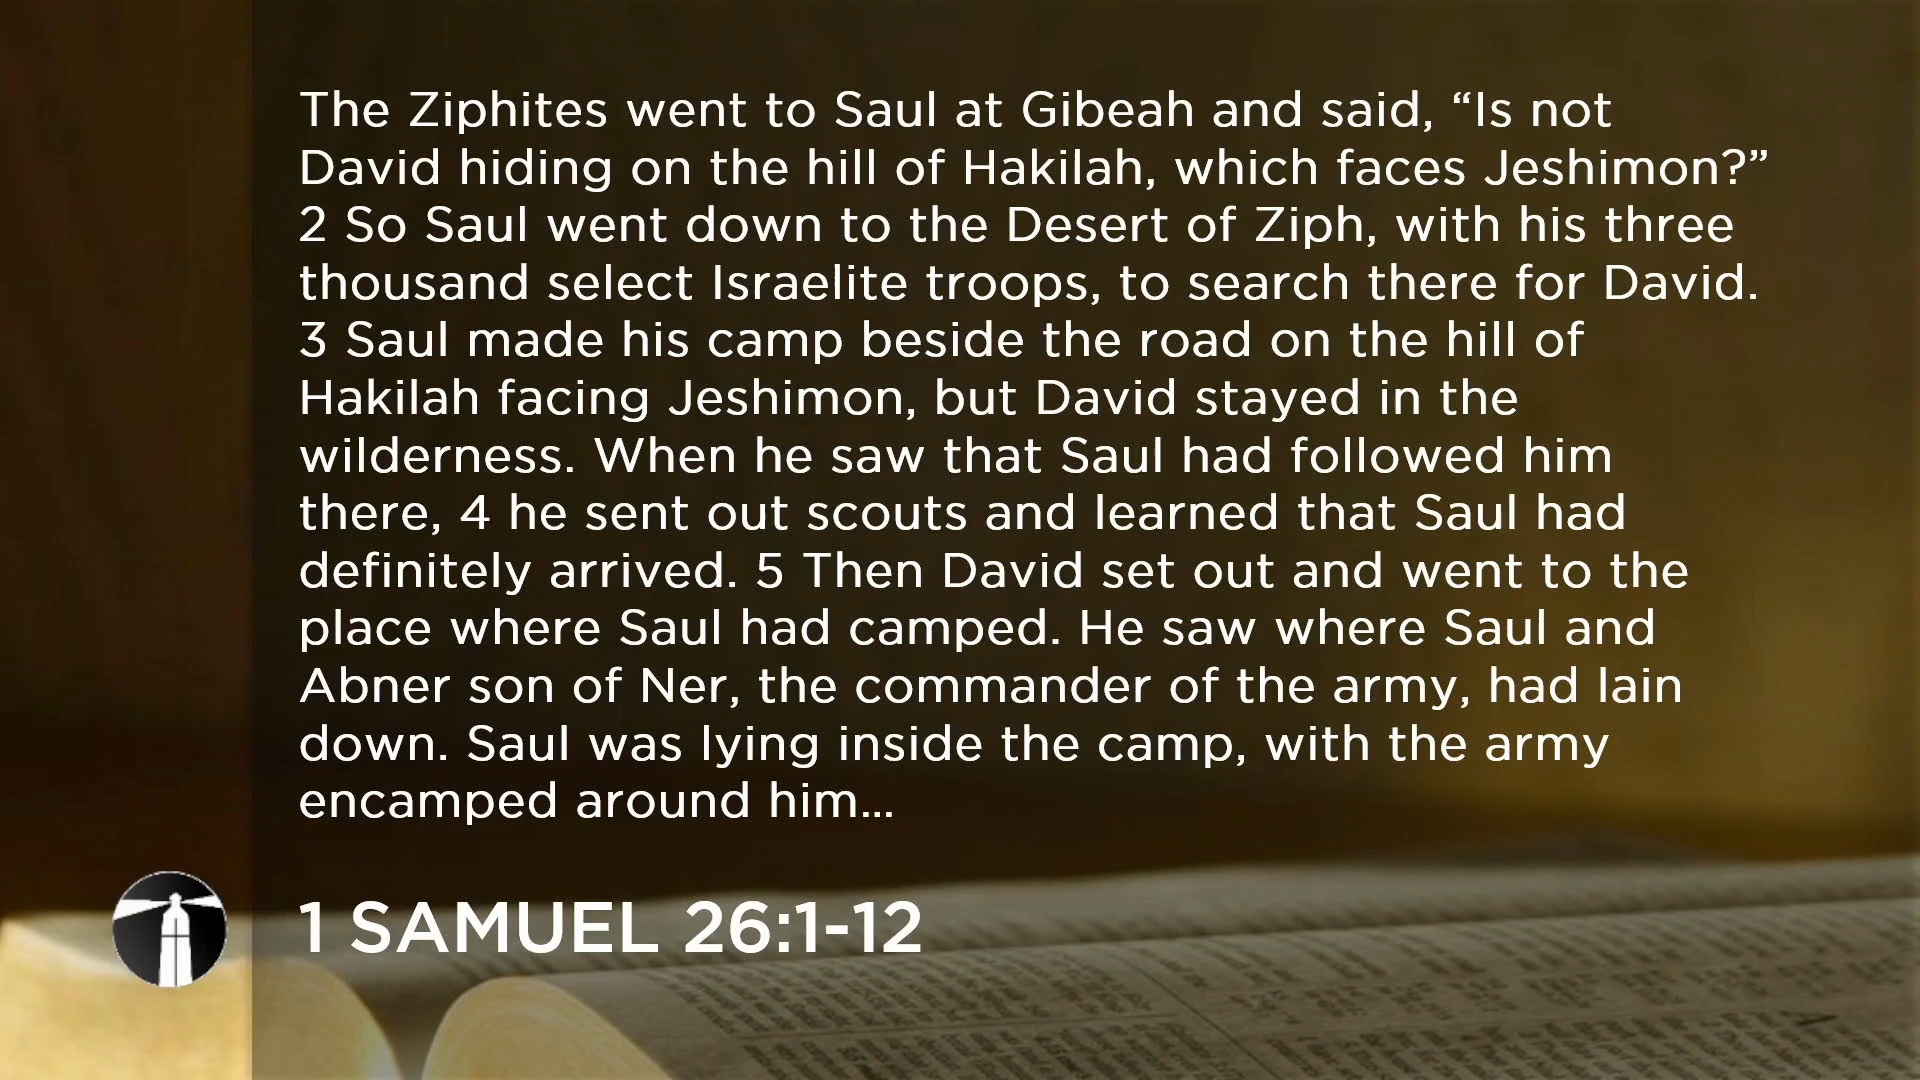 The Ziphites went to Saul at Gibeah and said, “Is not
David hiding on the hill of Hakilah, which faces Jeshimon?”
2 So Saul went down to the Desert of Ziph, with his three
thousand select Israelite troops, to search there for David.
3 Saul made his camp beside the road on the hill of
Hakilah facing Jeshimon, but David stayed in the
wilderness. When he saw that Saul had followed him
there, 4 he sent out scouts and learned that Saul had
definitely arrived. 5 Then David set out and went to the
place where Saul had camped. He saw where Saul and
Abner son of Ner, the commander of the army, had lain
down. Saul was lying inside the camp, with the army
encamped around him...
1 SAMUEL 26:1-12